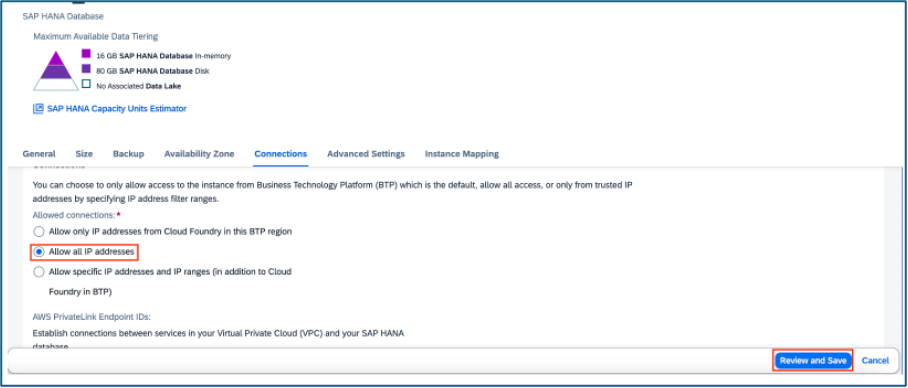 SAP HANA Database
Maximum Available Data Tiering
16 GB SAP HANA Database In-memory
80 GB SAP HANA Database Disk
No Associated Data Lake
SAP HANA Capacity Units Estimator
General Size Backup Availability Zone Connections Advanced Settings Instance Mapping
Connections
You can choose to only allow access to the instance from Business Technology Platform (BTP) which is the default, allow all access, or only from trusted IP
addresses by specifying IP address filter ranges.
Allowed connections:*
Allow only IP addresses from Cloud Foundry in this BTP region
Allow all IP addresses
Allow specific IP addresses and IP ranges (in addition to Cloud
Foundry in BTP)
AWS PrivateLink Endpoint IDs:
Establish connections between services in your Virtual Private Cloud (VPC) and your SAP HANA
database
Review and Save Cancel